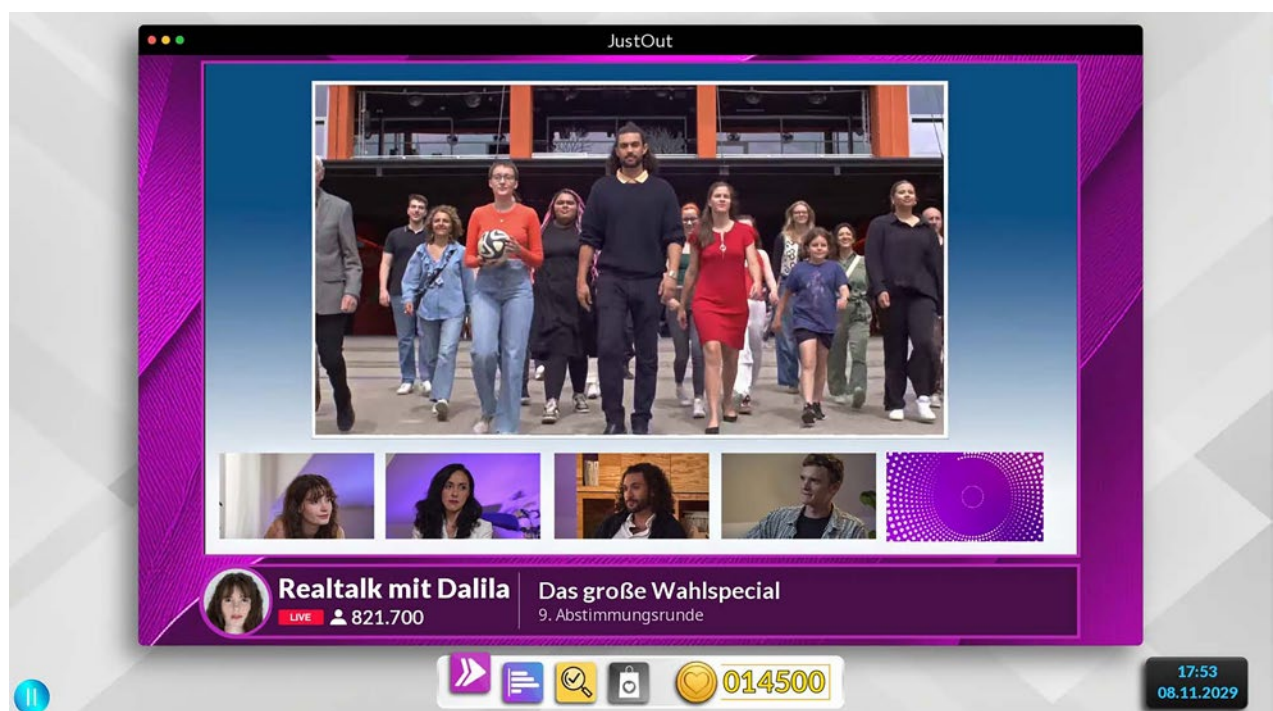 JustOut
Realtalk mit Dalila
LIVE 821.700
Das große Wahlspecial
9. Abstimmungsrunde
014500
17:53
08.11.2029